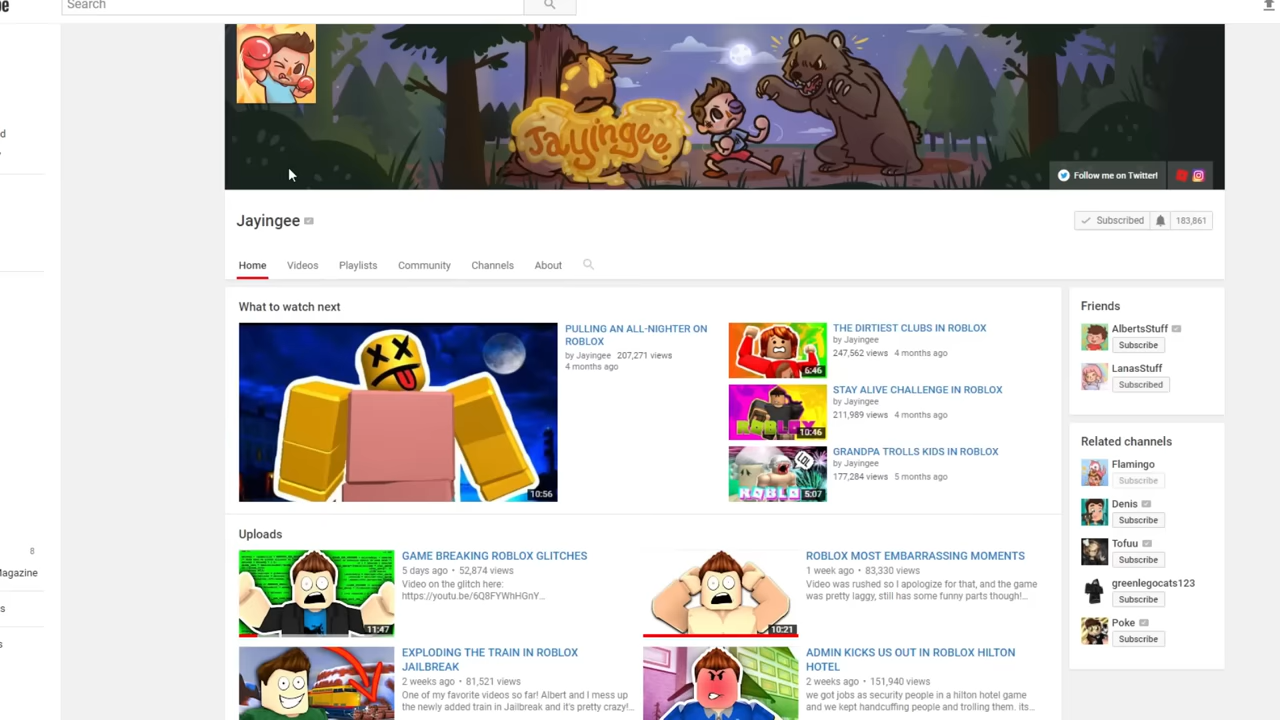 Search
Jayingee
Follow me on Twitter!
Jayingee
Subscribed 183,861
Home Videos Playlists Community Channels About
What to watch next
PULLING AN ALL-NIGHTER ON
ROBLOX
by Jayingee 207,271 views
4 months ago
10:56
THE DIRTIEST CLUBS IN ROBLOX
by Jayingee
247,562 views 4 months ago
6:46
STAY ALIVE CHALLENGE IN ROBLOX
by Jayingee
211,989 views 4 months ago
ROBLOX
10:46
GRANDPA TROLLS KIDS IN ROBLOX
by Jayingee
177,284 views 5 months ago
LOL
ROBLO
5:07
Uploads
GAME BREAKING ROBLOX GLITCHES
5 days ago • 52,874 views
Video on the glitch here:
https://youtu.be/6Q8FYWhHGnY...
11:47
ROBLOX MOST EMBARRASSING MOMENTS
1 week ago • 83,330 views
Video was rushed so I apologize for that, and the game
was pretty laggy, still has some funny parts though!...
10:21
EXPLODING THE TRAIN IN ROBLOX
JAILBREAK
2 weeks ago • 81,521 views
One of my favorite videos so far! Albert and I mess up
the newly added train in Jailbreak and it's pretty crazy!...
ADMIN KICKS US OUT IN ROBLOX HILTON
HOTEL
2 weeks ago • 151,940 views
we got jobs as security people in a hilton hotel game
and we kept handcuffing people and trolling them. its...
Friends
AlbertsStuff
Subscribe
LanasStuff
Subscribed
Related channels
Flamingo
Subscribe
Denis
Subscribe
Tofuu
Subscribe
greenlegocats123
Subscribe
Poke
Subscribe
8
Magazine